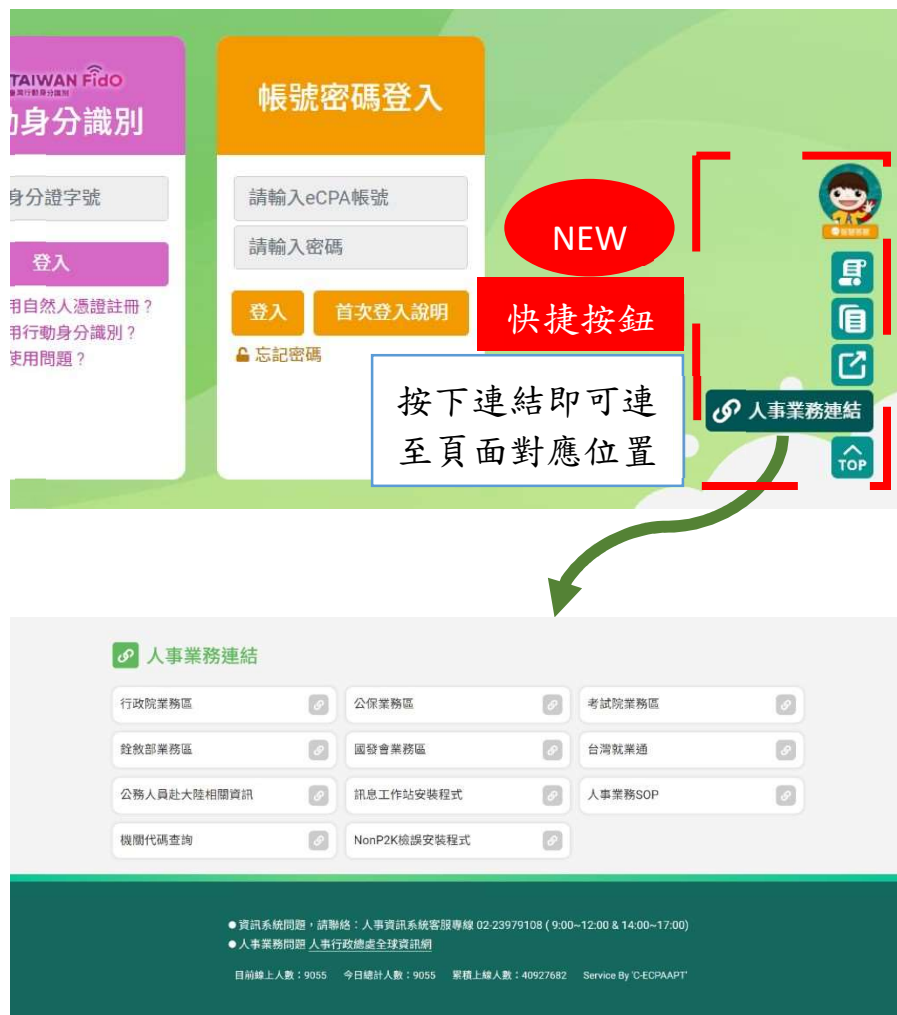 TAIWAN FidO
身分識別
身分證字號
登入
用自然人憑證註冊？
用行動身分識別？
使用問題？
帳號密碼登入
請輸入eCPA帳號
請輸入密碼
登入
首次登入說明
忘記密碼
NEW
快捷按鈕
按下連結即可連
至頁面對應位置
人事業務連結
TOP
人事業務連結
行政院業務區
公保業務區
考試院業務區
銓敘部業務區
國發會業務區
台灣就業通
公務人員赴大陸相關資訊
訊息工作站安裝程式
人事業務SOP
機關代碼查詢
NonP2K檢誤安裝程式
●資訊系統問題，請聯絡：人事資訊系統客服專線 02-23979108 ( 9:00~12:00 & 14:00~17:00)
●人事業務問題 人事行政總處全球資訊網
目前線上人數：9055 今日總計人數：9055 累積上線人數：40927682 Service By 'C-ECPAAPT'